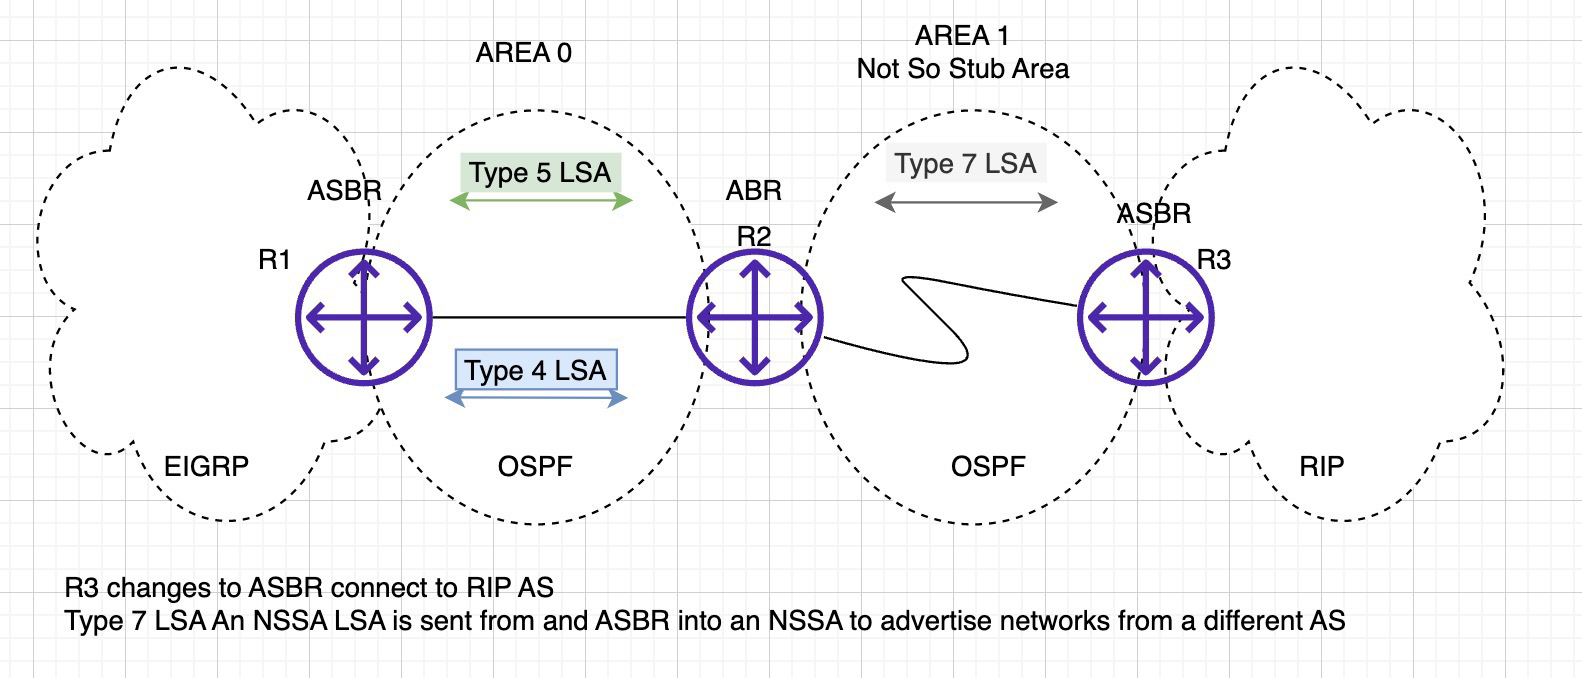 AREA 0
AREA 1
Not So Stub Area
Type 5 LSA
Type 7 LSA
ASBR
ABR
ASBR
R1
R2
R3
Type 4 LSA
EIGRP
OSPF
OSPF
RIP
R3 changes to ASBR connect to RIP AS
Type 7 LSA An NSSA LSA is sent from and ASBR into an NSSA to advertise networks from a different AS